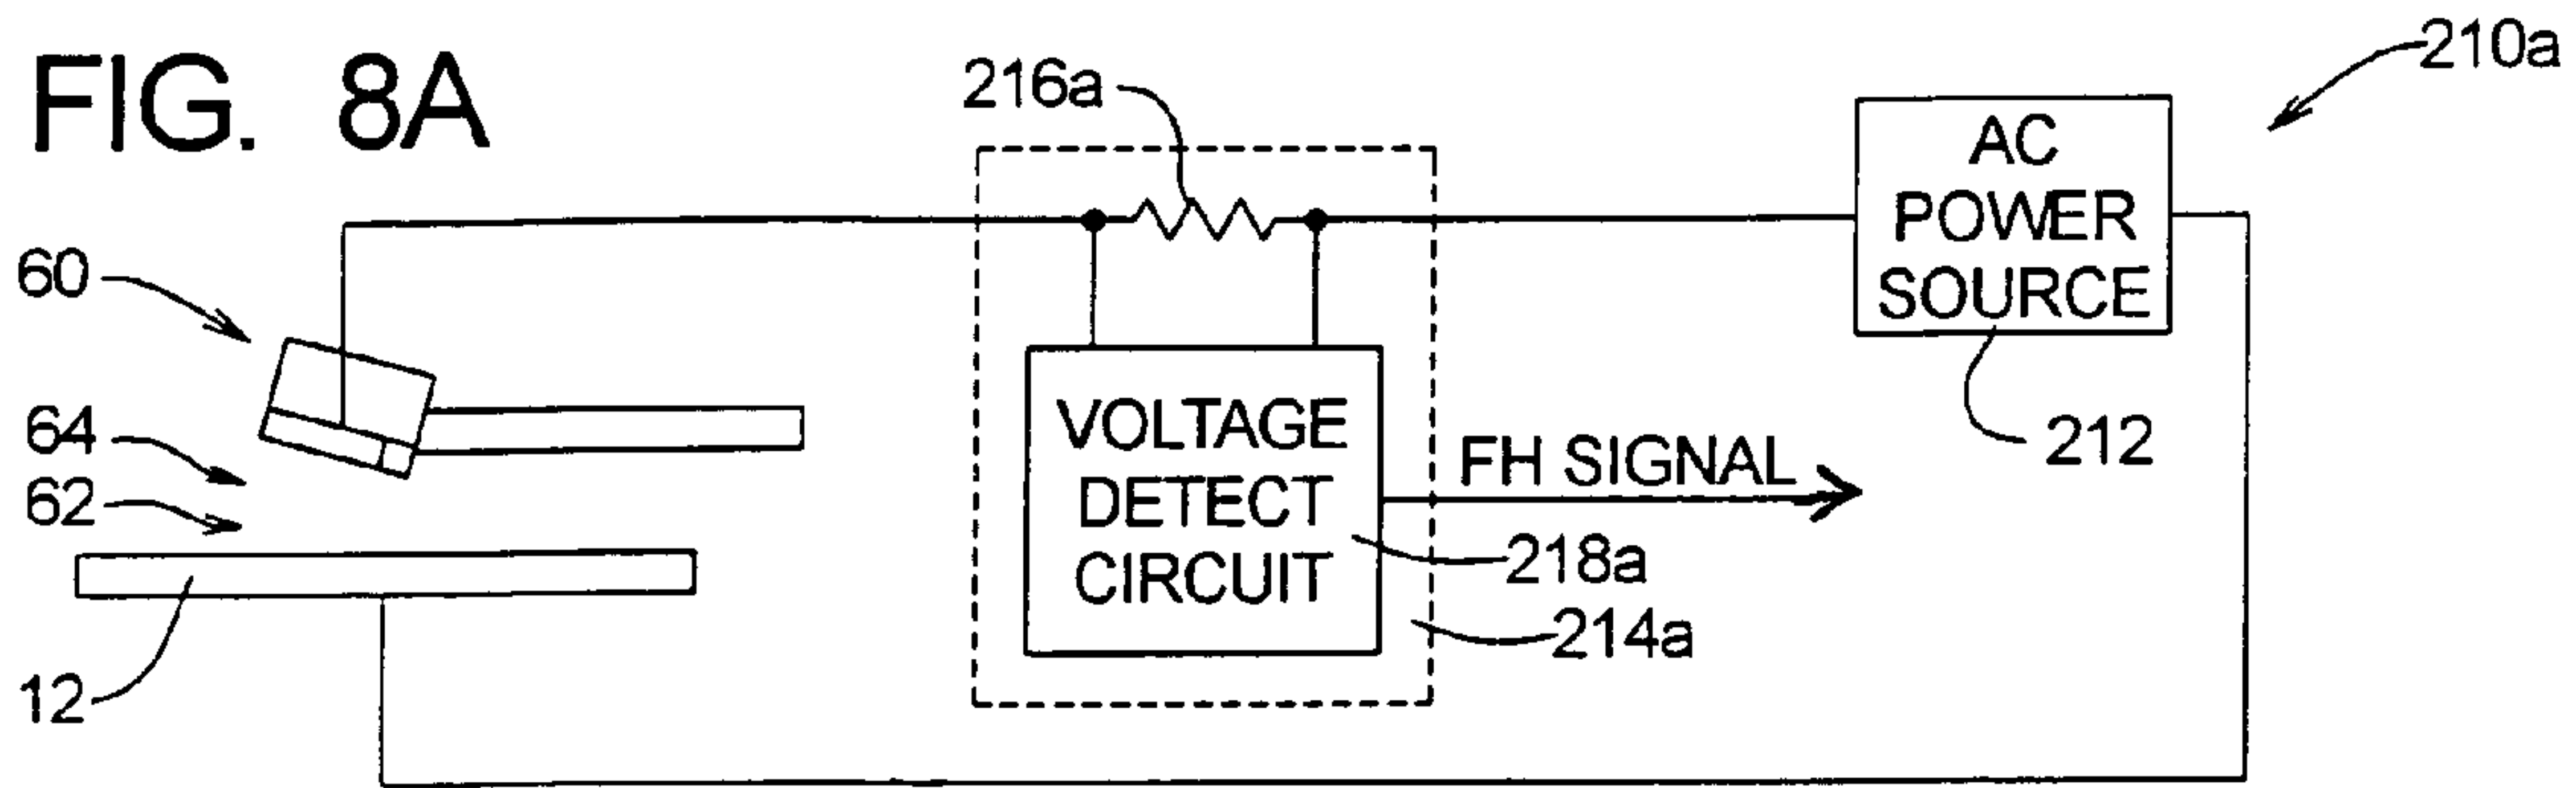 FIG. 8A
210a
216a
AC
POWER
SOURCE
60
212
64
62
VOLTAGE
DETECT
CIRCUIT
FH SIGNAL
218a
214a
12